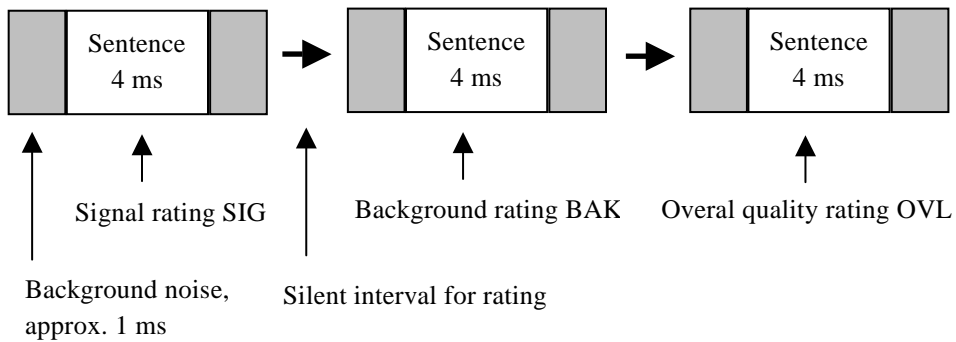 Sentence
4 ms
Sentence
4 ms
Sentence
4 ms
Signal rating SIG
Background rating BAK
Overal quality rating OVL
Background noise,
approx. 1 ms
Silent interval for rating